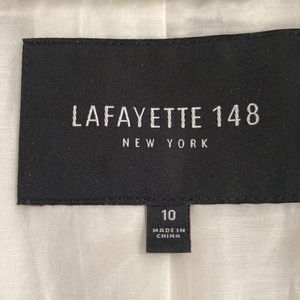 LAFAYETTE 148
NEW YORK
10
MADE IN
CHINA